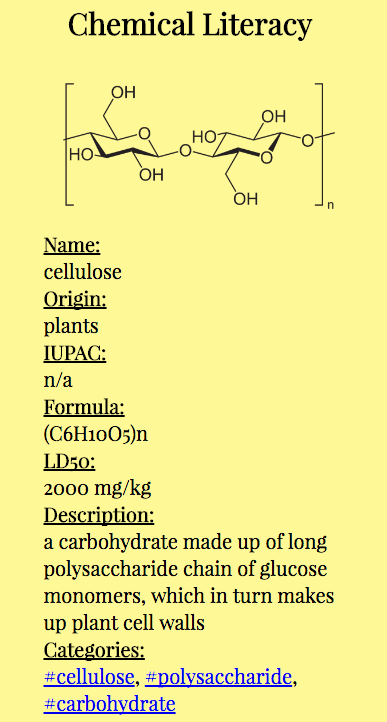 Chemical Literacy
OH
OH
O
HO
O
HO
O
O
OH
OH
n
Name:
cellulose
Origin:
plants
IUPAC:
n/a
Formula:
(C6H10O5)n
LD50:
2000 mg/kg
Description:
a carbohydrate made up of long
polysaccharide chain of glucose
monomers, which in turn makes
up plant cell walls
Categories:
#cellulose, #polysaccharide,
#carbohydrate